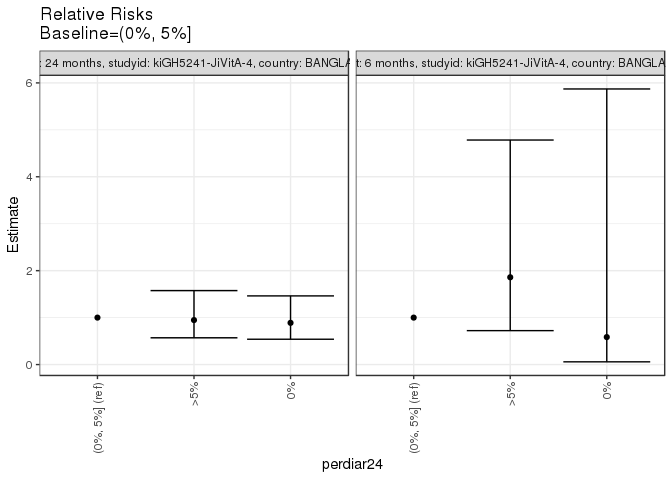 Relative Risks
Baseline=(0%, 5%]
: 24 months, studyid: kiGH5241-JiVitA-4, country: BANGLA
t: 6 months, studyid: kiGH5241-JiVitA-4, country: BANGLA
6
4
2
0
Estimate
(0%, 5%] (ref)
>5%
0%
(0%, 5%] (ref)
>5%
0%
perdiar24